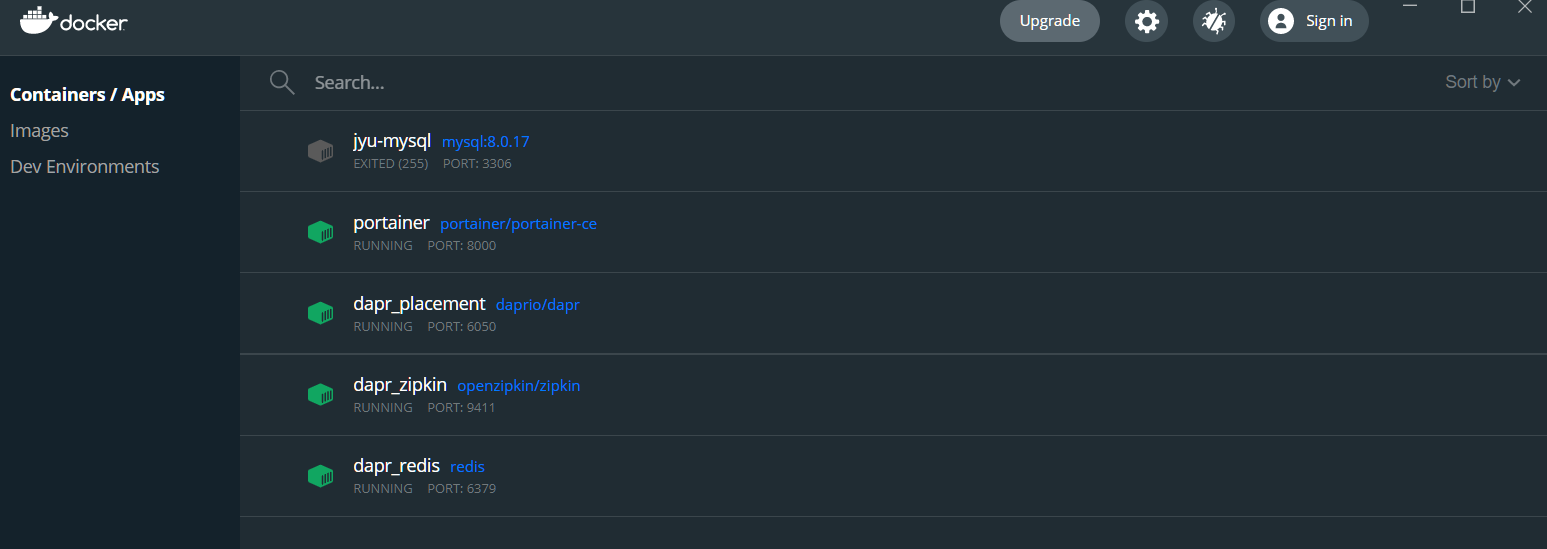 docker
Upgrade
Sign in
Containers / Apps
Images
Dev Environments
Search...
Sort by
jyu-mysql mysql:8.0.17
EXITED (255) PORT: 3306
portainer portainer/portainer-ce
RUNNING PORT: 8000
dapr_placement daprio/dapr
RUNNING PORT: 6050
dapr_zipkin openzipkin/zipkin
RUNNING PORT: 9411
dapr_redis redis
RUNNING PORT: 6379